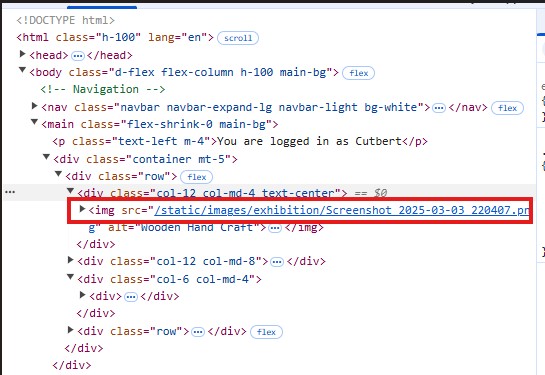 <!DOCTYPE html>
<html class="h-100" lang="en"> scroll
<head> ... </head>
<body class="d-flex flex-column h-100 main-bg"> flex
<!-- Navigation -->
<nav class="navbar navbar-expand-lg navbar-light bg-white"> ... </nav> flex
<main class="flex-shrink-0 main-bg">
<p class="text-left m-4">You are logged in as Cutbert</p>
<div class="container mt-5">
<div class="row"> flex
... <div class="col-12 col-md-4 text-center"> == $0
<img src="/static/images/exhibition/Screenshot 2025-03-03 220407.pn
g" alt="Wooden Hand Craft"> ... </img>
</div>
<div class="col-12 col-md-8"> ... </div>
<div class="col-6 col-md-4">
<div> ... </div>
</div>
<div class="row"> ... </div> flex
</div>
</div>